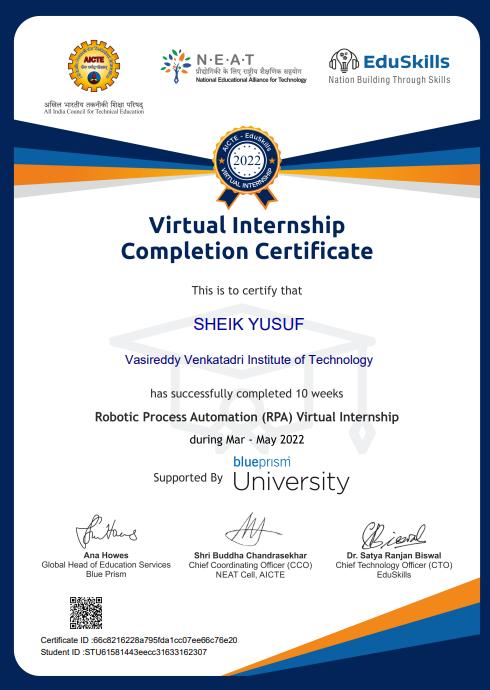 AICTE
अखिल भारतीय तकनीकी शिक्षा परिषद्
All India Council for Technical Education
N·E·A·T
प्रौद्योगिकी के लिए राष्ट्रीय शैक्षणिक सहयोग
National Educational Alliance for Technology
EduSkills
Nation Building Through Skills
AICTE - EduSkills
2022
VIRTUAL INTERNSHIP
Virtual Internship
Completion Certificate
This is to certify that
SHEIK YUSUF
Vasireddy Venkatadri Institute of Technology
has successfully completed 10 weeks
Robotic Process Automation (RPA) Virtual Internship
during Mar - May 2022
Supported By
blueprism
University
Ana Howes
Global Head of Education Services
Blue Prism
Shri Buddha Chandrasekhar
Chief Coordinating Officer (CCO)
NEAT Cell, AICTE
Dr. Satya Ranjan Biswal
Chief Technology Officer (CTO)
EduSkills
Certificate ID :66c8216228a795fda1cc07ee66c76e20
Student ID :STU61581443eecc31633162307